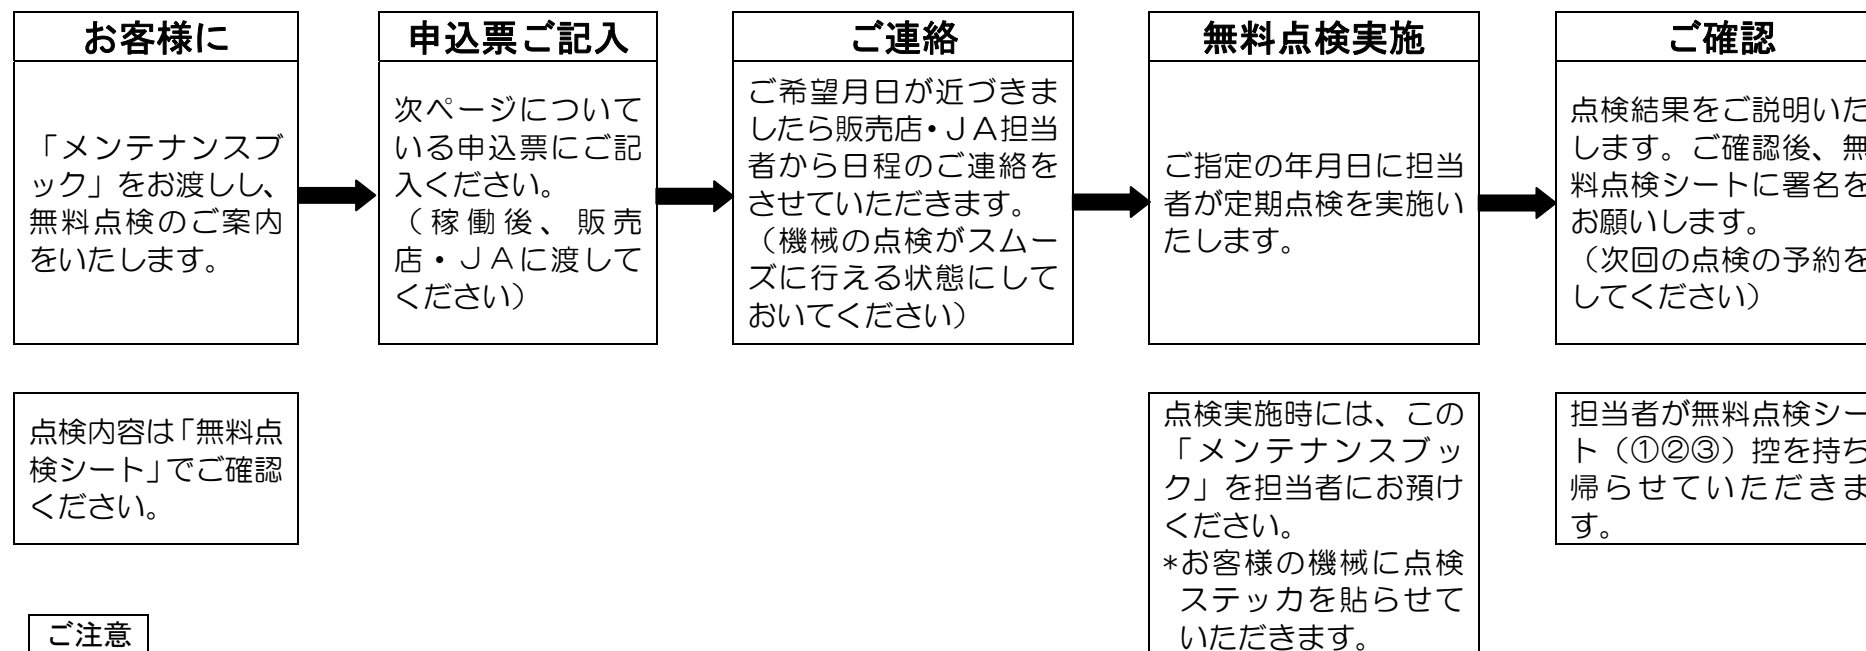 お客様に
「メンテナンスブ
ック」をお渡しし、
無料点検のご案内
をいたします。
申込票ご記入
次ページについて
いる申込票にご記
入ください。
（稼働後、販売
店・ＪＡに渡して
ください）
ご連絡
ご希望月日が近づきま
したら販売店・ＪＡ担当
者から日程のご連絡を
させていただきます。
（機械の点検がスムー
ズに行える状態にして
おいてください）
無料点検実施
ご指定の年月日に担当
者が定期点検を実施い
たします。
ご確認
点検結果をご説明いた
します。ご確認後、無
料点検シートに署名を
お願いします。
（次回の点検の予約を
してください）
点検内容は「無料点
検シート」でご確認
ください。
点検実施時には、この
「メンテナンスブッ
ク」を担当者にお預け
ください。
*お客様の機械に点検
ステッカを貼らせて
いただきます。
担当者が無料点検シー
ト（①②③）控を持ち
帰らせていただきま
す。
ご注意